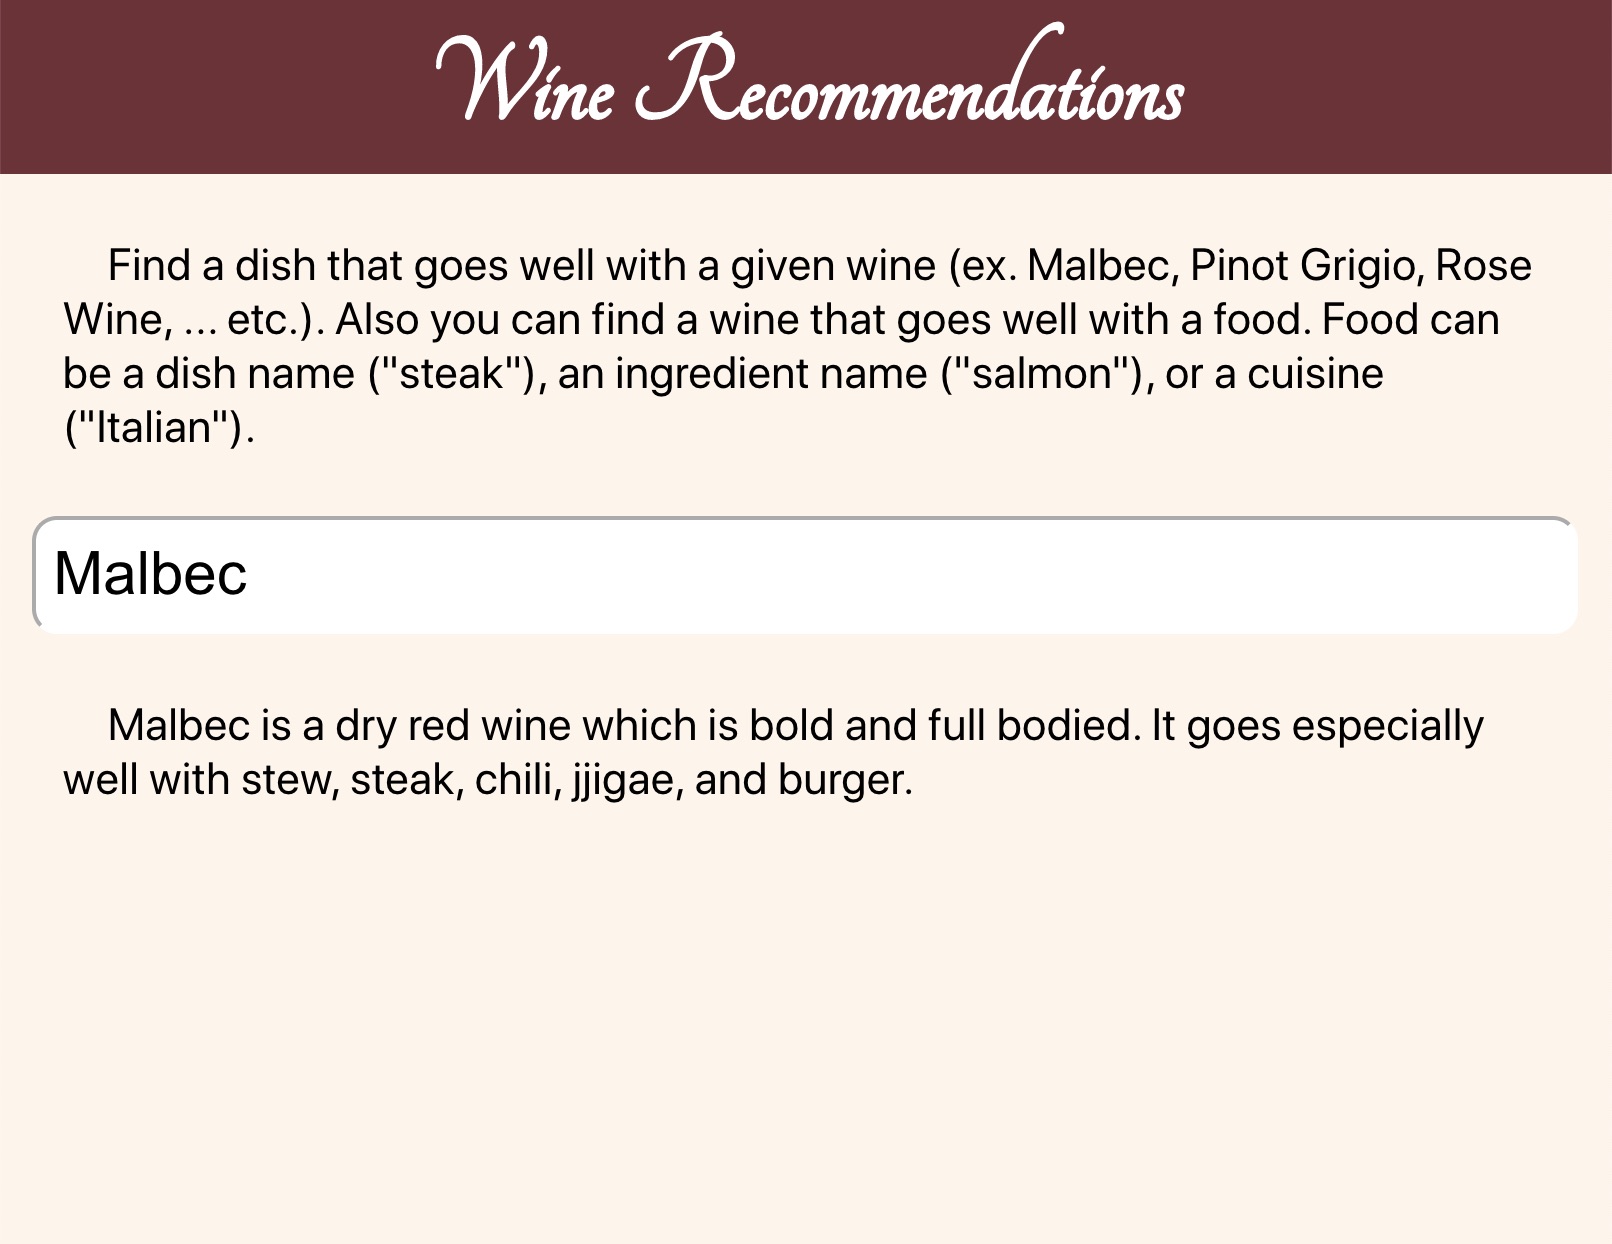 Wine Recommendations
Find a dish that goes well with a given wine (ex. Malbec, Pinot Grigio, Rose
Wine, ... etc.). Also you can find a wine that goes well with a food. Food can
be a dish name ("steak"), an ingredient name ("salmon"), or a cuisine
("Italian").
Malbec
Malbec is a dry red wine which is bold and full bodied. It goes especially
well with stew, steak, chili, jjigae, and burger.